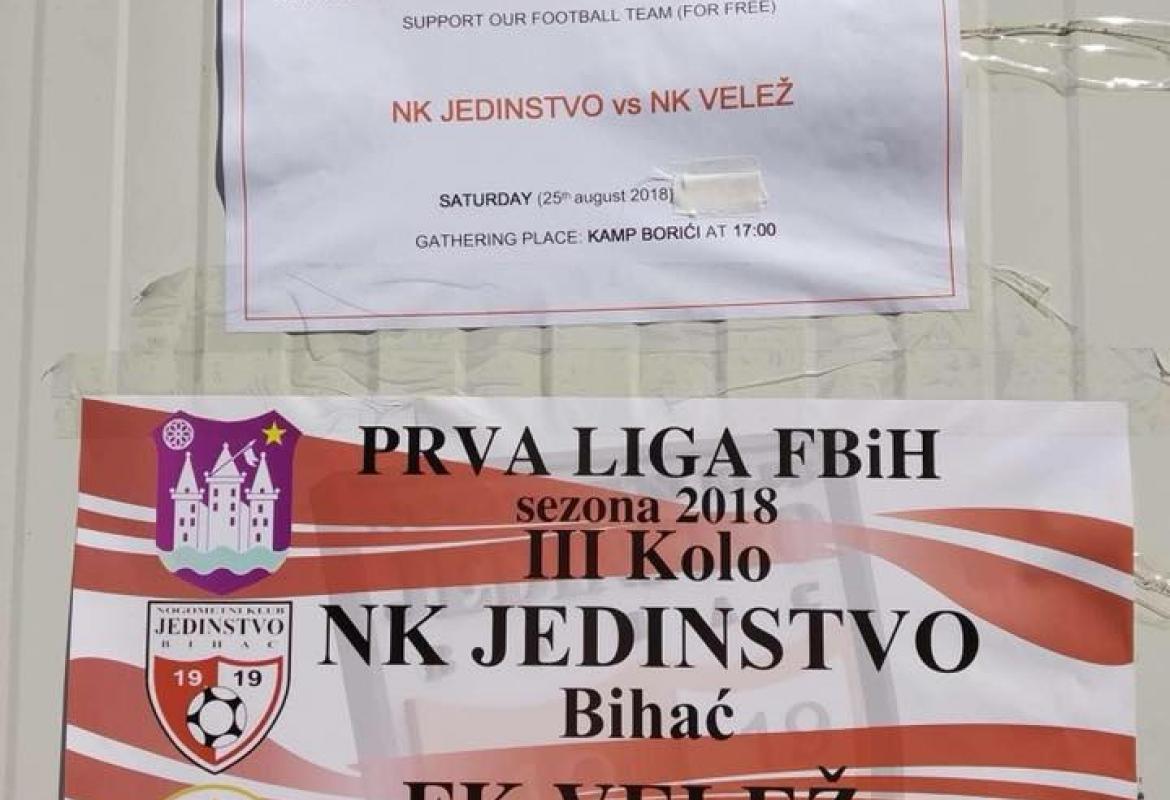 SUPPORT OUR FOOTBALL TEAM (FOR FREE)
NK JEDINSTVO vs NK VELEŽ
SATURDAY (25th august 2018)
GATHERING PLACE: KAMP BORIĆI AT 17:00
PRVA LIGA FBiH
sezona 2018
III Kolo
NOGOMETNI KLUB
JEDINSTVO
BIHAĆ
19 19
NK JEDINSTVO
Bihać
FK VELEŽ